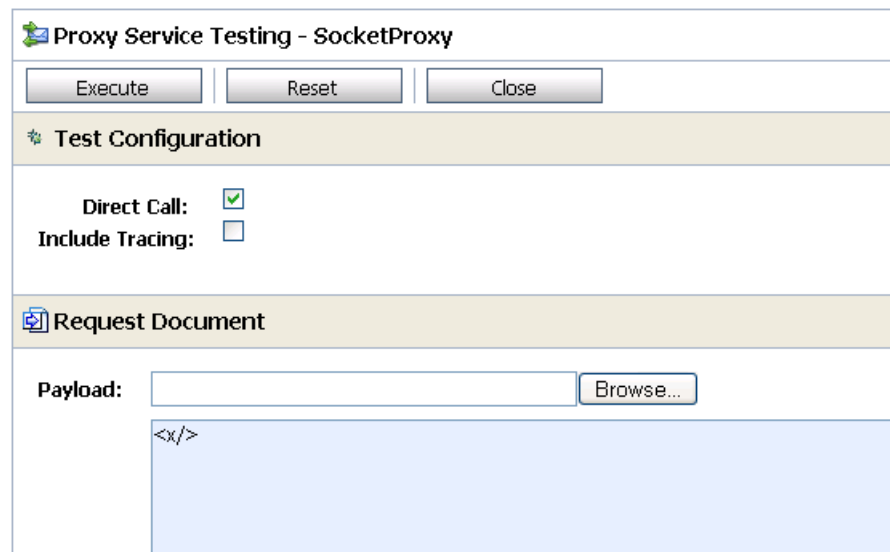 Proxy Service Testing - SocketProxy
Execute Reset Close
Test Configuration
Direct Call:
Include Tracing:
Request Document
Payload: Browse...
<x/>